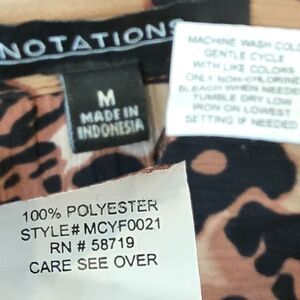 NOTATIONS
M
MADE IN
INDONESIA
MACHINE WASH COLD
GENTLE CYCLE
WITH LIKE COLORS
ONLY NON-CHLORINE
BLEACH WHEN NEEDED
TUMBLE DRY LOW
IRON ON LOWEST
SETTING IF NEEDED
100% POLYESTER
STYLE# MCYF0021
RN # 58719
CARE SEE OVER